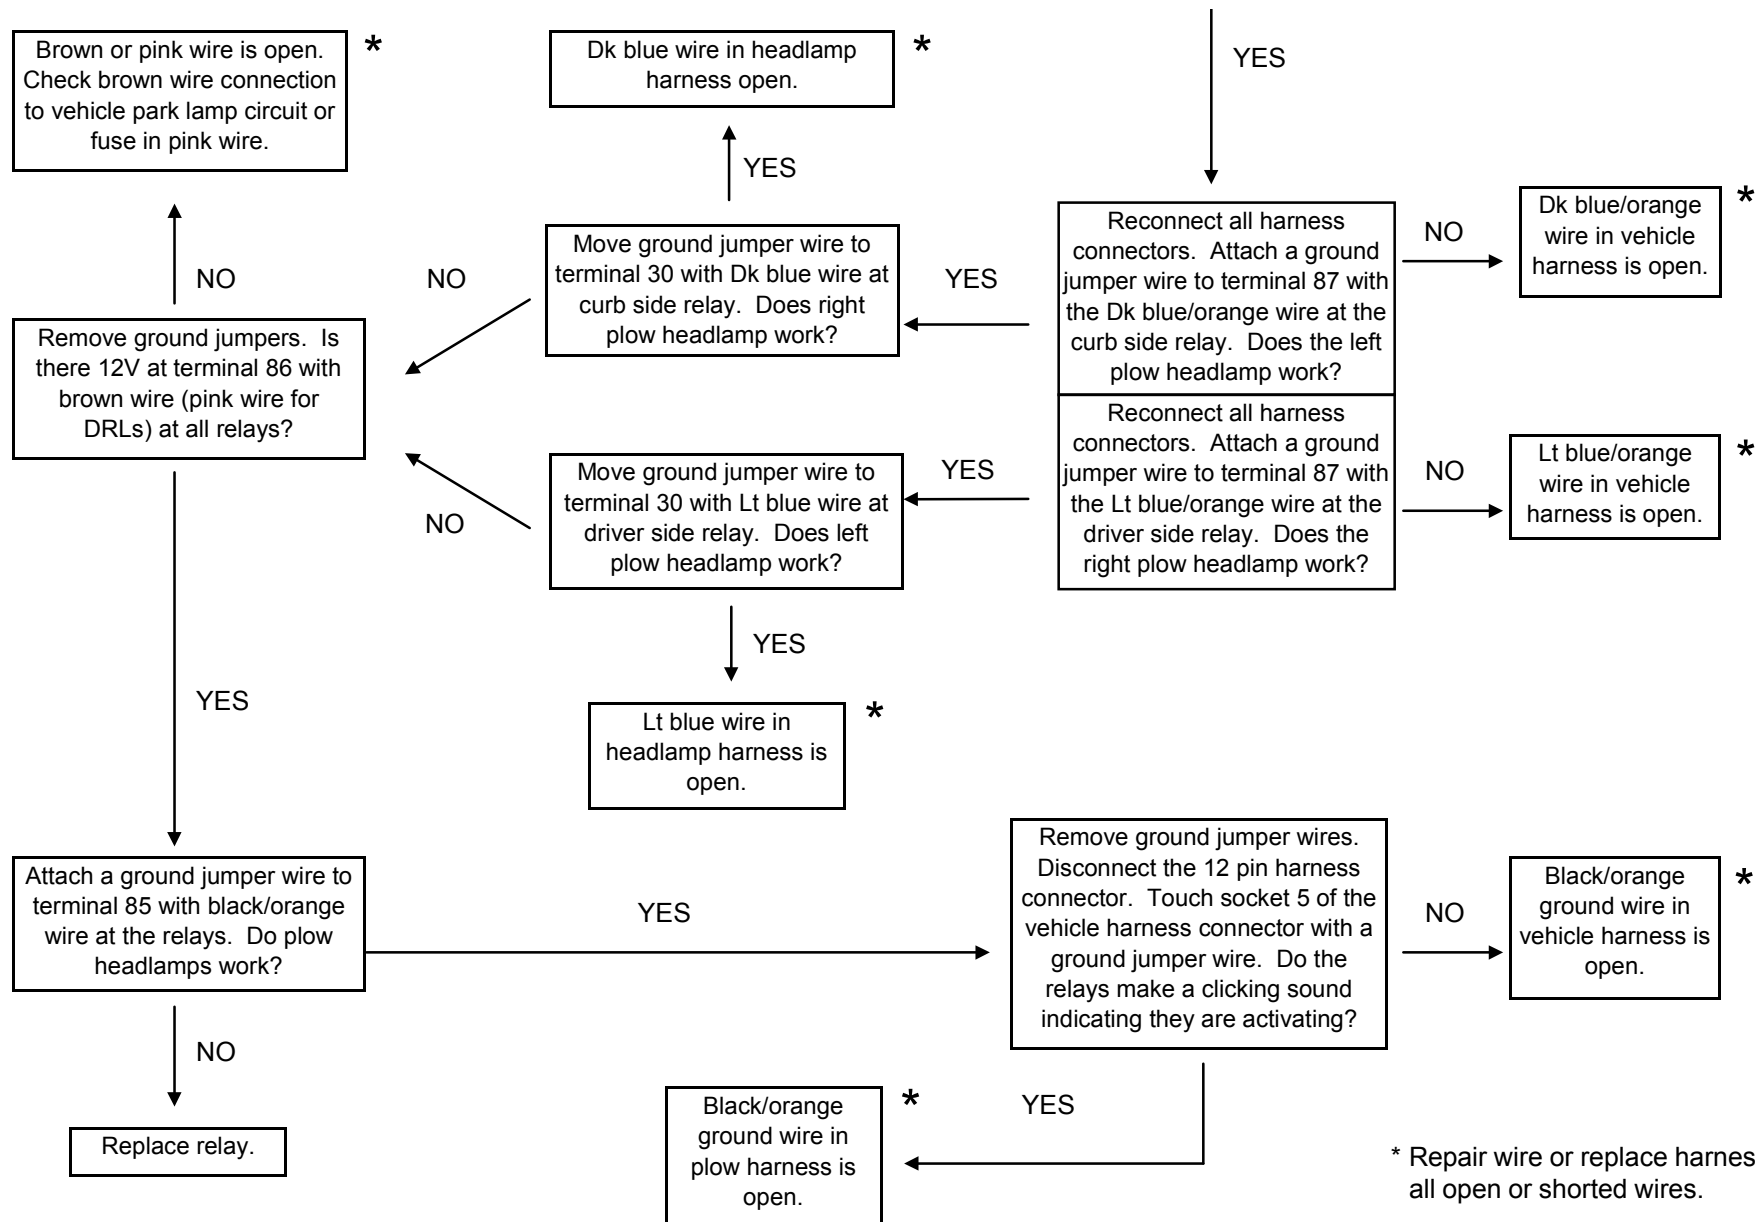 Brown or pink wire is open.
Check brown wire connection
to vehicle park lamp circuit or
fuse in pink wire.
*
Dk blue wire in headlamp
harness open.
*
YES
YES
Reconnect all harness
connectors. Attach a ground
jumper wire to terminal 87 with
the Dk blue/orange wire at the
curb side relay. Does the left
plow headlamp work?
NO
Dk blue/orange
wire in vehicle
harness is open.
*
YES
Move ground jumper wire to
terminal 30 with Dk blue wire at
curb side relay. Does right
plow headlamp work?
NO
NO
Remove ground jumpers. Is
there 12V at terminal 86 with
brown wire (pink wire for
DRLs) at all relays?
Reconnect all harness
connectors. Attach a ground
jumper wire to terminal 87 with
the Lt blue/orange wire at the
driver side relay. Does the
right plow headlamp work?
NO
Lt blue/orange
wire in vehicle
harness is open.
*
YES
Move ground jumper wire to
terminal 30 with Lt blue wire at
driver side relay. Does left
plow headlamp work?
NO
YES
Lt blue wire in
headlamp harness is
open.
*
YES
Attach a ground jumper wire to
terminal 85 with black/orange
wire at the relays. Do plow
headlamps work?
YES
Remove ground jumper wires.
Disconnect the 12 pin harness
connector. Touch socket 5 of the
vehicle harness connector with a
ground jumper wire. Do the
relays make a clicking sound
indicating they are activating?
NO
Black/orange
ground wire in
vehicle harness is
open.
*
NO
Replace relay.
YES
Black/orange
ground wire in
plow harness is
open.
*
* Repair wire or replace harnes
all open or shorted wires.